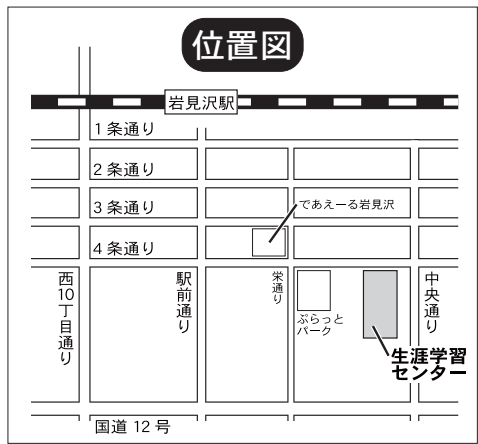 位置図
岩見沢駅
1条通り
2条通り
3条通り
であえーる岩見沢
4条通り
西10丁目通り
駅前通り
栄通り
ぷらっと
パーク
中央通り
生涯学習
センター
国道12号